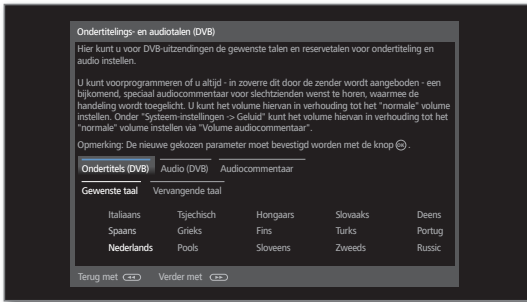 Ondertitelings- en audiotalen (DVB)
Hier kunt u voor DVB-uitzendingen de gewenste talen en reservetalen voor ondertiteling en
audio instellen.
U kunt voorprogrammeren of u altijd - in zoverre dit door de zender wordt aangeboden - een
bijkomend, speciaal audiocommentaar voor slechtzienden wenst te horen, waarmee de
handeling wordt toegelicht. U kunt het volume hiervan in verhouding tot het "normale" volume
instellen. Onder "Systeem-instellingen -> Geluid" kunt het volume hiervan in verhouding tot het
"normale" volume instellen via "Volume audiocommentaar".
Opmerking: De nieuwe gekozen parameter moet bevestigd worden met de knop OK.
Ondertitels (DVB) Audio (DVB) Audiocommentaar
Gewenste taal Vervangende taal
Italiaans Tsjechisch Hongaars Slovaaks Deens
Spaans Grieks Fins Turks Portug
Nederlands Pools Sloveens Zweeds Russic
Terug met Verder met